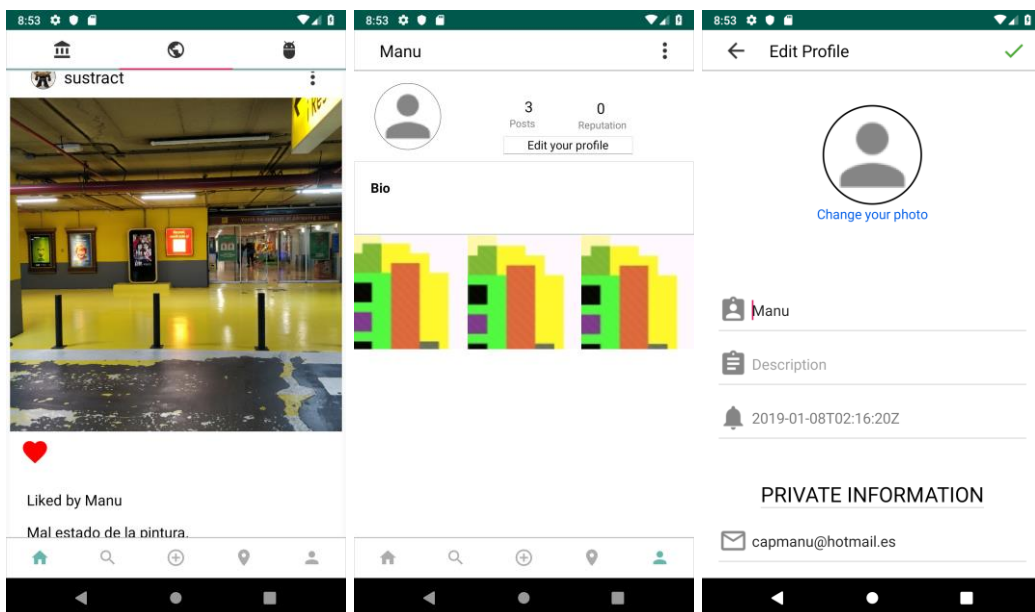 8:53
sustract
Liked by Manu
Mal estado de la pintura.
8:53
Manu
3
Posts
0
Reputation
Edit your profile
Bio
8:53
Edit Profile
Change your photo
Manu
Description
2019-01-08T02:16:20Z
PRIVATE INFORMATION
capmanu@hotmail.es